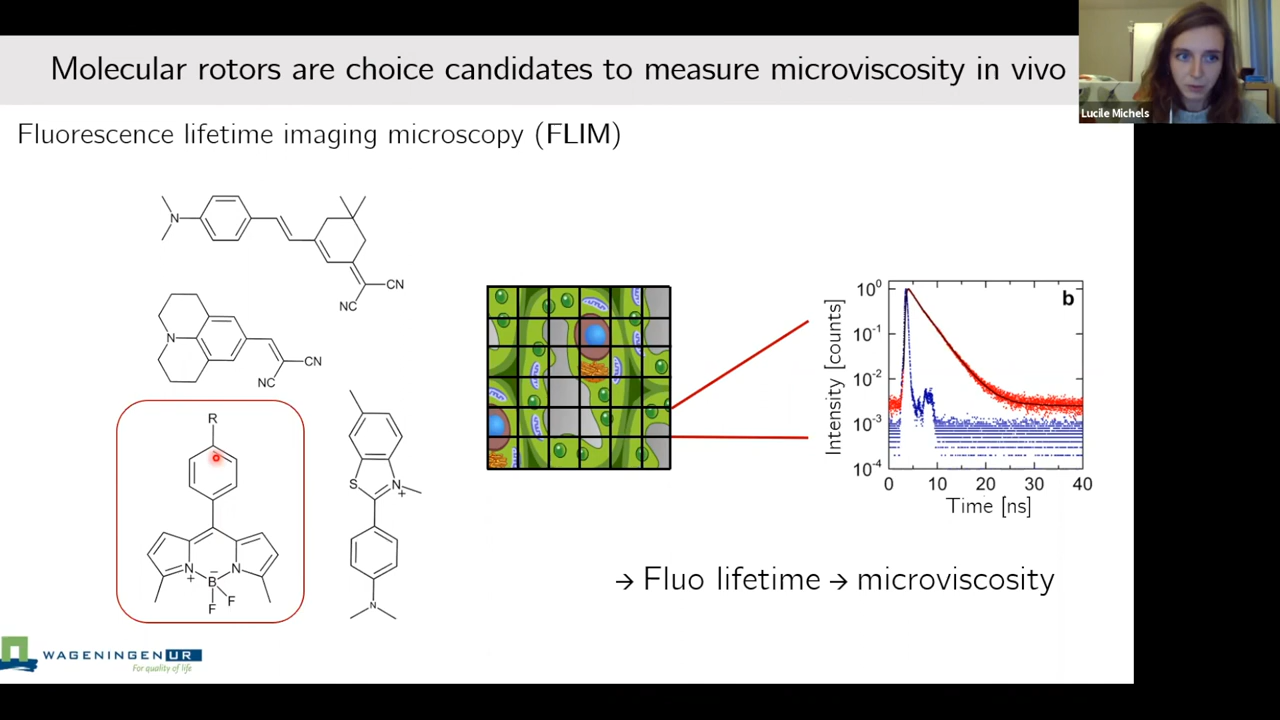 Molecular rotors are choice candidates to measure microviscosity in vivo
Lucile Michels
Fluorescence lifetime imaging microscopy (FLIM)
N
CN
NC
N
CN
NC
R
N
+
B
−
N
F
F
S
N
+
N
b
Intensity [counts]
10⁰
10⁻¹
10⁻²
10⁻³
10⁻⁴
0 10 20 30 40
Time [ns]
→ Fluo lifetime → microviscosity
WAGENINGEN UR
For quality of life